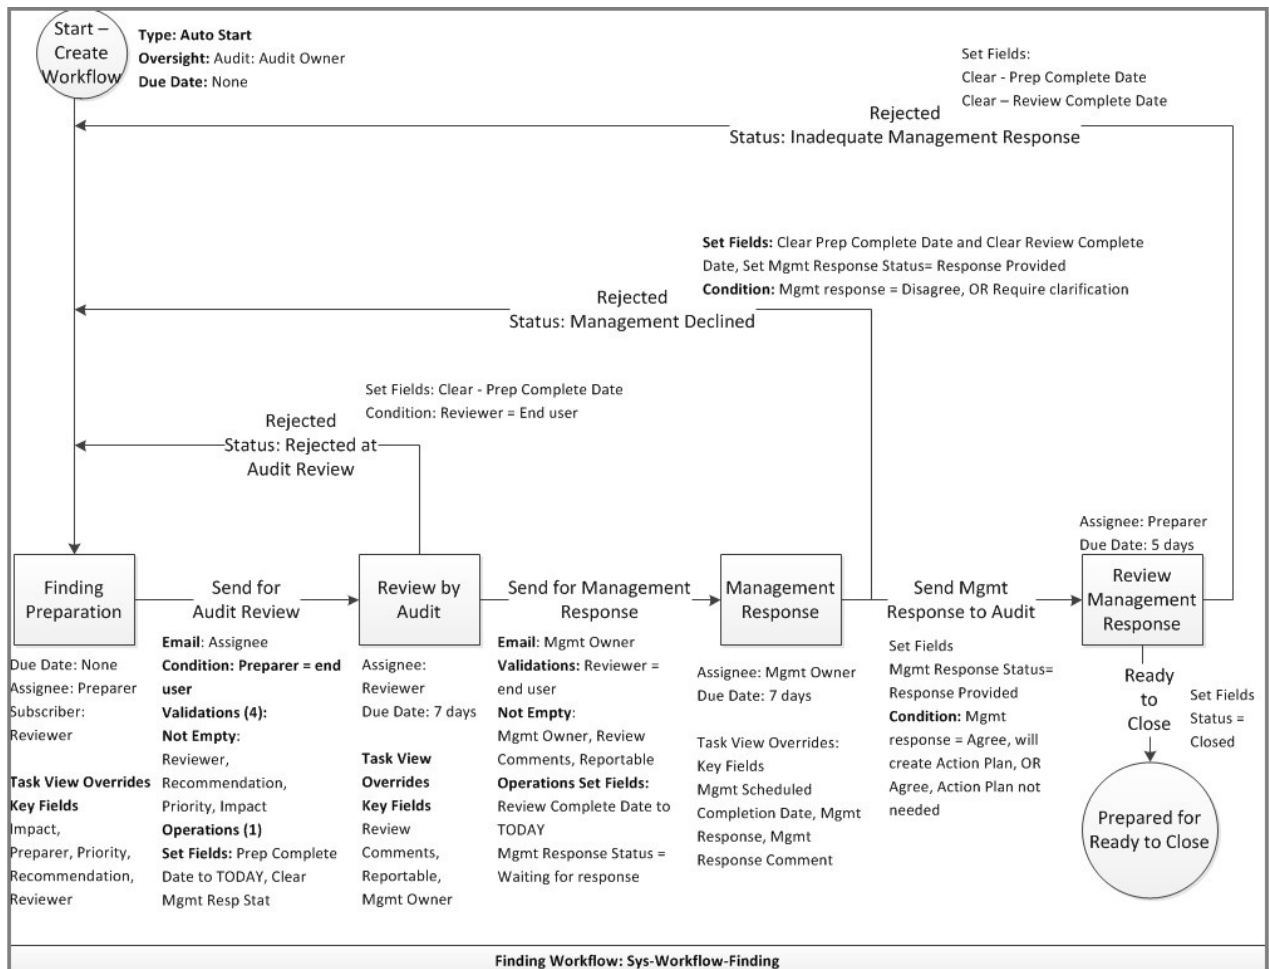 Start –
Create
Workflow
Type: Auto Start
Oversight: Audit: Audit Owner
Due Date: None
Set Fields:
Clear - Prep Complete Date
Clear – Review Complete Date
Rejected
Status: Inadequate Management Response
Set Fields: Clear Prep Complete Date and Clear Review Complete
Date, Set Mgmt Response Status= Response Provided
Condition: Mgmt response = Disagree, OR Require clarification
Rejected
Status: Management Declined
Set Fields: Clear - Prep Complete Date
Condition: Reviewer = End user
Rejected
Status: Rejected at
Audit Review
Finding
Preparation
Due Date: None
Assignee: Preparer
Subscriber:
Reviewer
Task View Overrides
Key Fields
Impact,
Preparer, Priority,
Recommendation,
Reviewer
Send for
Audit Review
Email: Assignee
Condition: Preparer = end
user
Validations (4):
Not Empty:
Reviewer,
Recommendation,
Priority, Impact
Operations (1)
Set Fields: Prep Complete
Date to TODAY, Clear
Mgmt Resp Stat
Review by
Audit
Assignee:
Reviewer
Due Date: 7 days
Task View
Overrides
Key Fields
Review
Comments,
Reportable,
Mgmt Owner
Send for Management
Response
Email: Mgmt Owner
Validations: Reviewer =
end user
Not Empty:
Mgmt Owner, Review
Comments, Reportable
Operations Set Fields:
Review Complete Date to
TODAY
Mgmt Response Status =
Waiting for response
Management
Response
Assignee: Mgmt Owner
Due Date: 7 days
Task View Overrides:
Key Fields
Mgmt Scheduled
Completion Date, Mgmt
Response, Mgmt
Response Comment
Send Mgmt
Response to Audit
Set Fields
Mgmt Response Status=
Response Provided
Condition: Mgmt
response = Agree, will
create Action Plan, OR
Agree, Action Plan not
needed
Assignee: Preparer
Due Date: 5 days
Review
Management
Response
Ready
to
Close
Set Fields
Status =
Closed
Prepared for
Ready to Close
Finding Workflow: Sys-Workflow-Finding